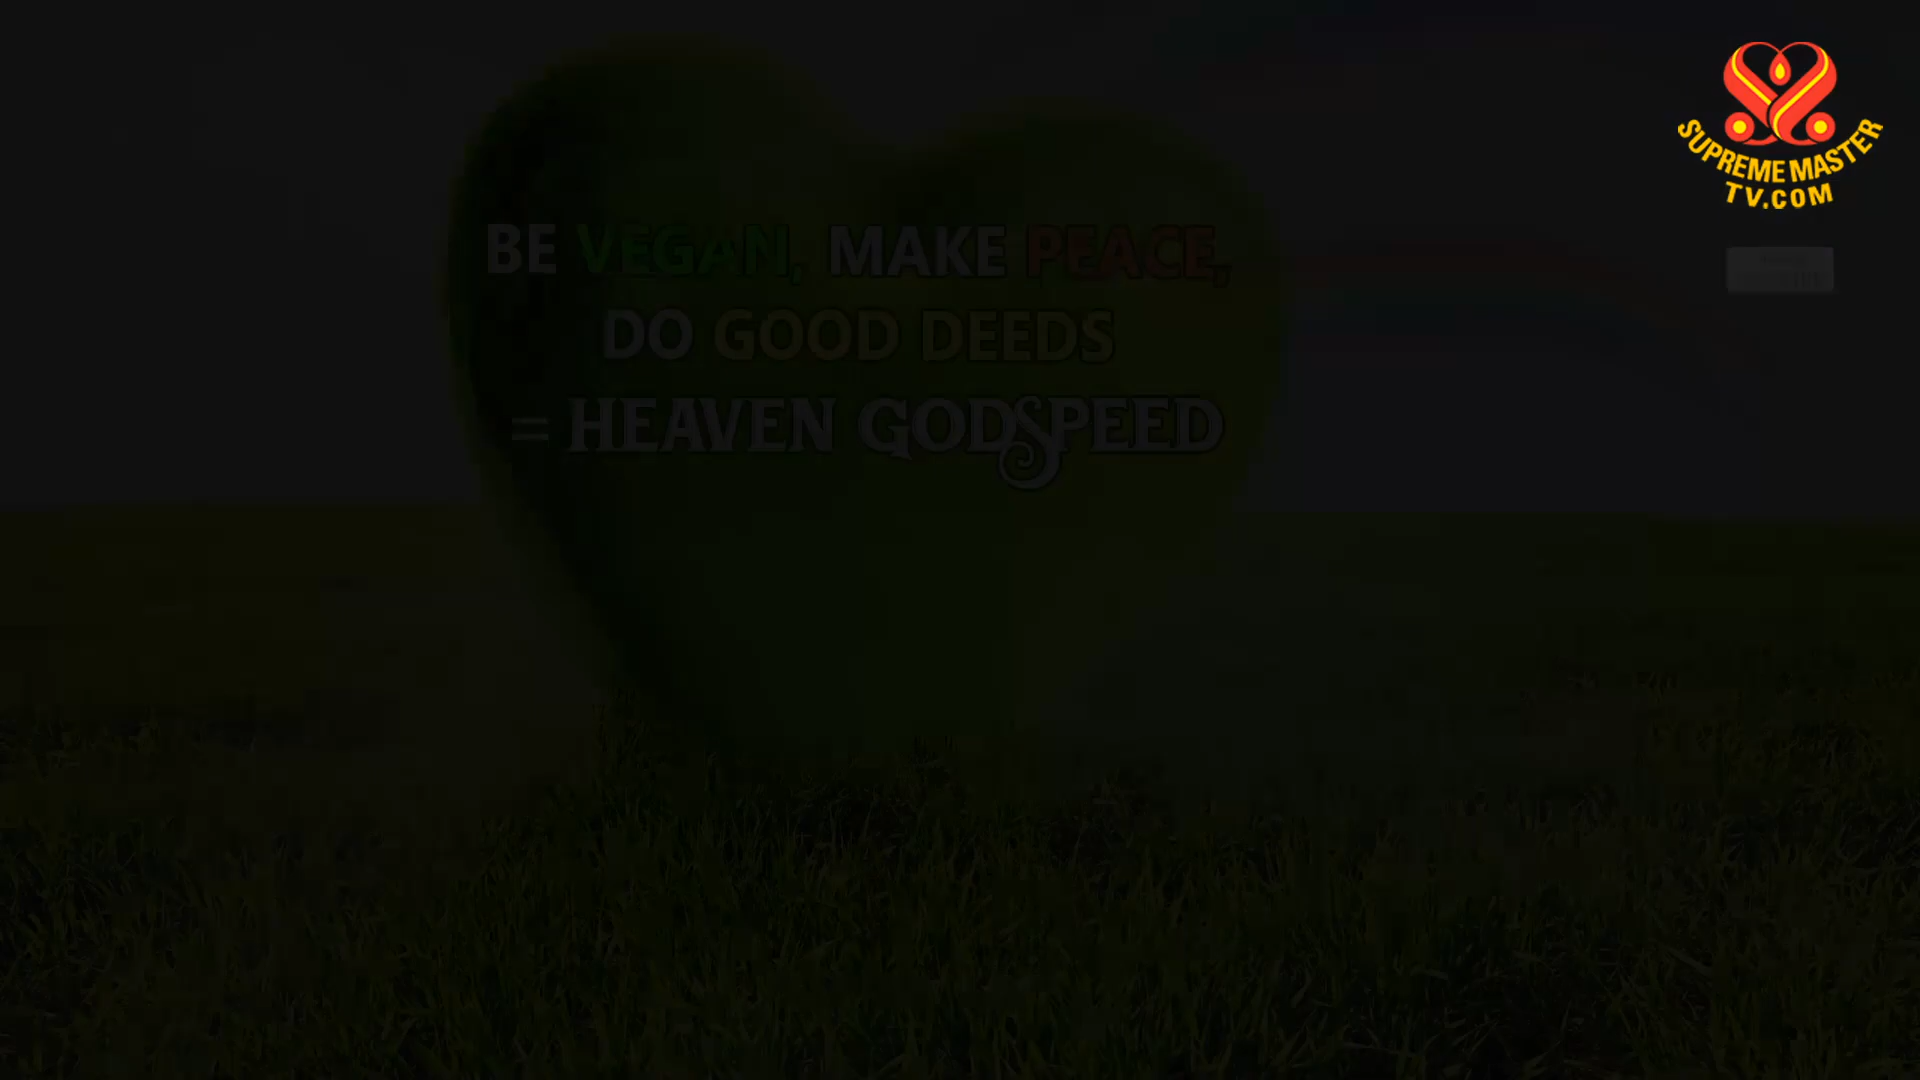 BE VEGAN, MAKE PEACE,
DO GOOD DEEDS
= HEAVEN GODSPEED
SUPREME MASTER
TV.COM